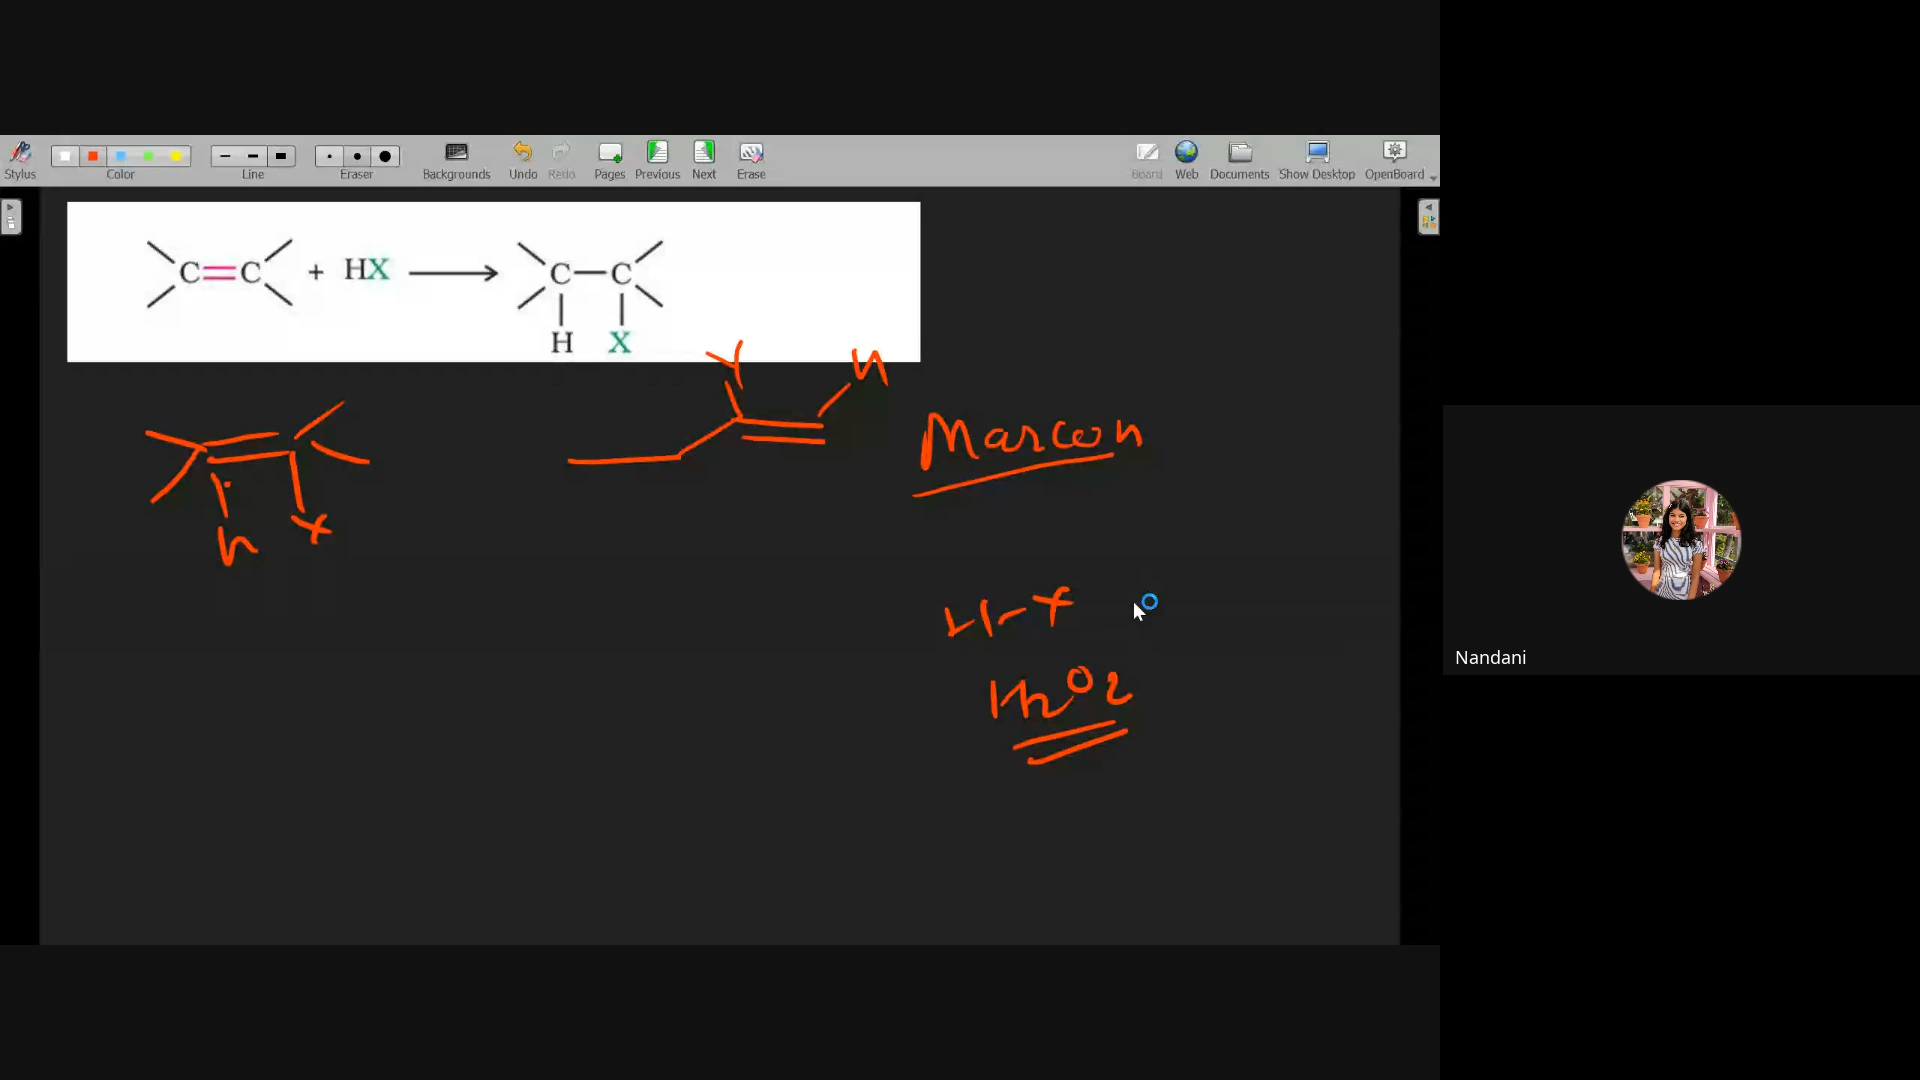 Stylus Color Line Eraser Backgrounds Undo Redo Pages Previous Next Erase Board Web Documents Show Desktop OpenBoard
C=C + HX → C—C
H X
X H
Marcon
h x
H-X
H2O2
Nandani